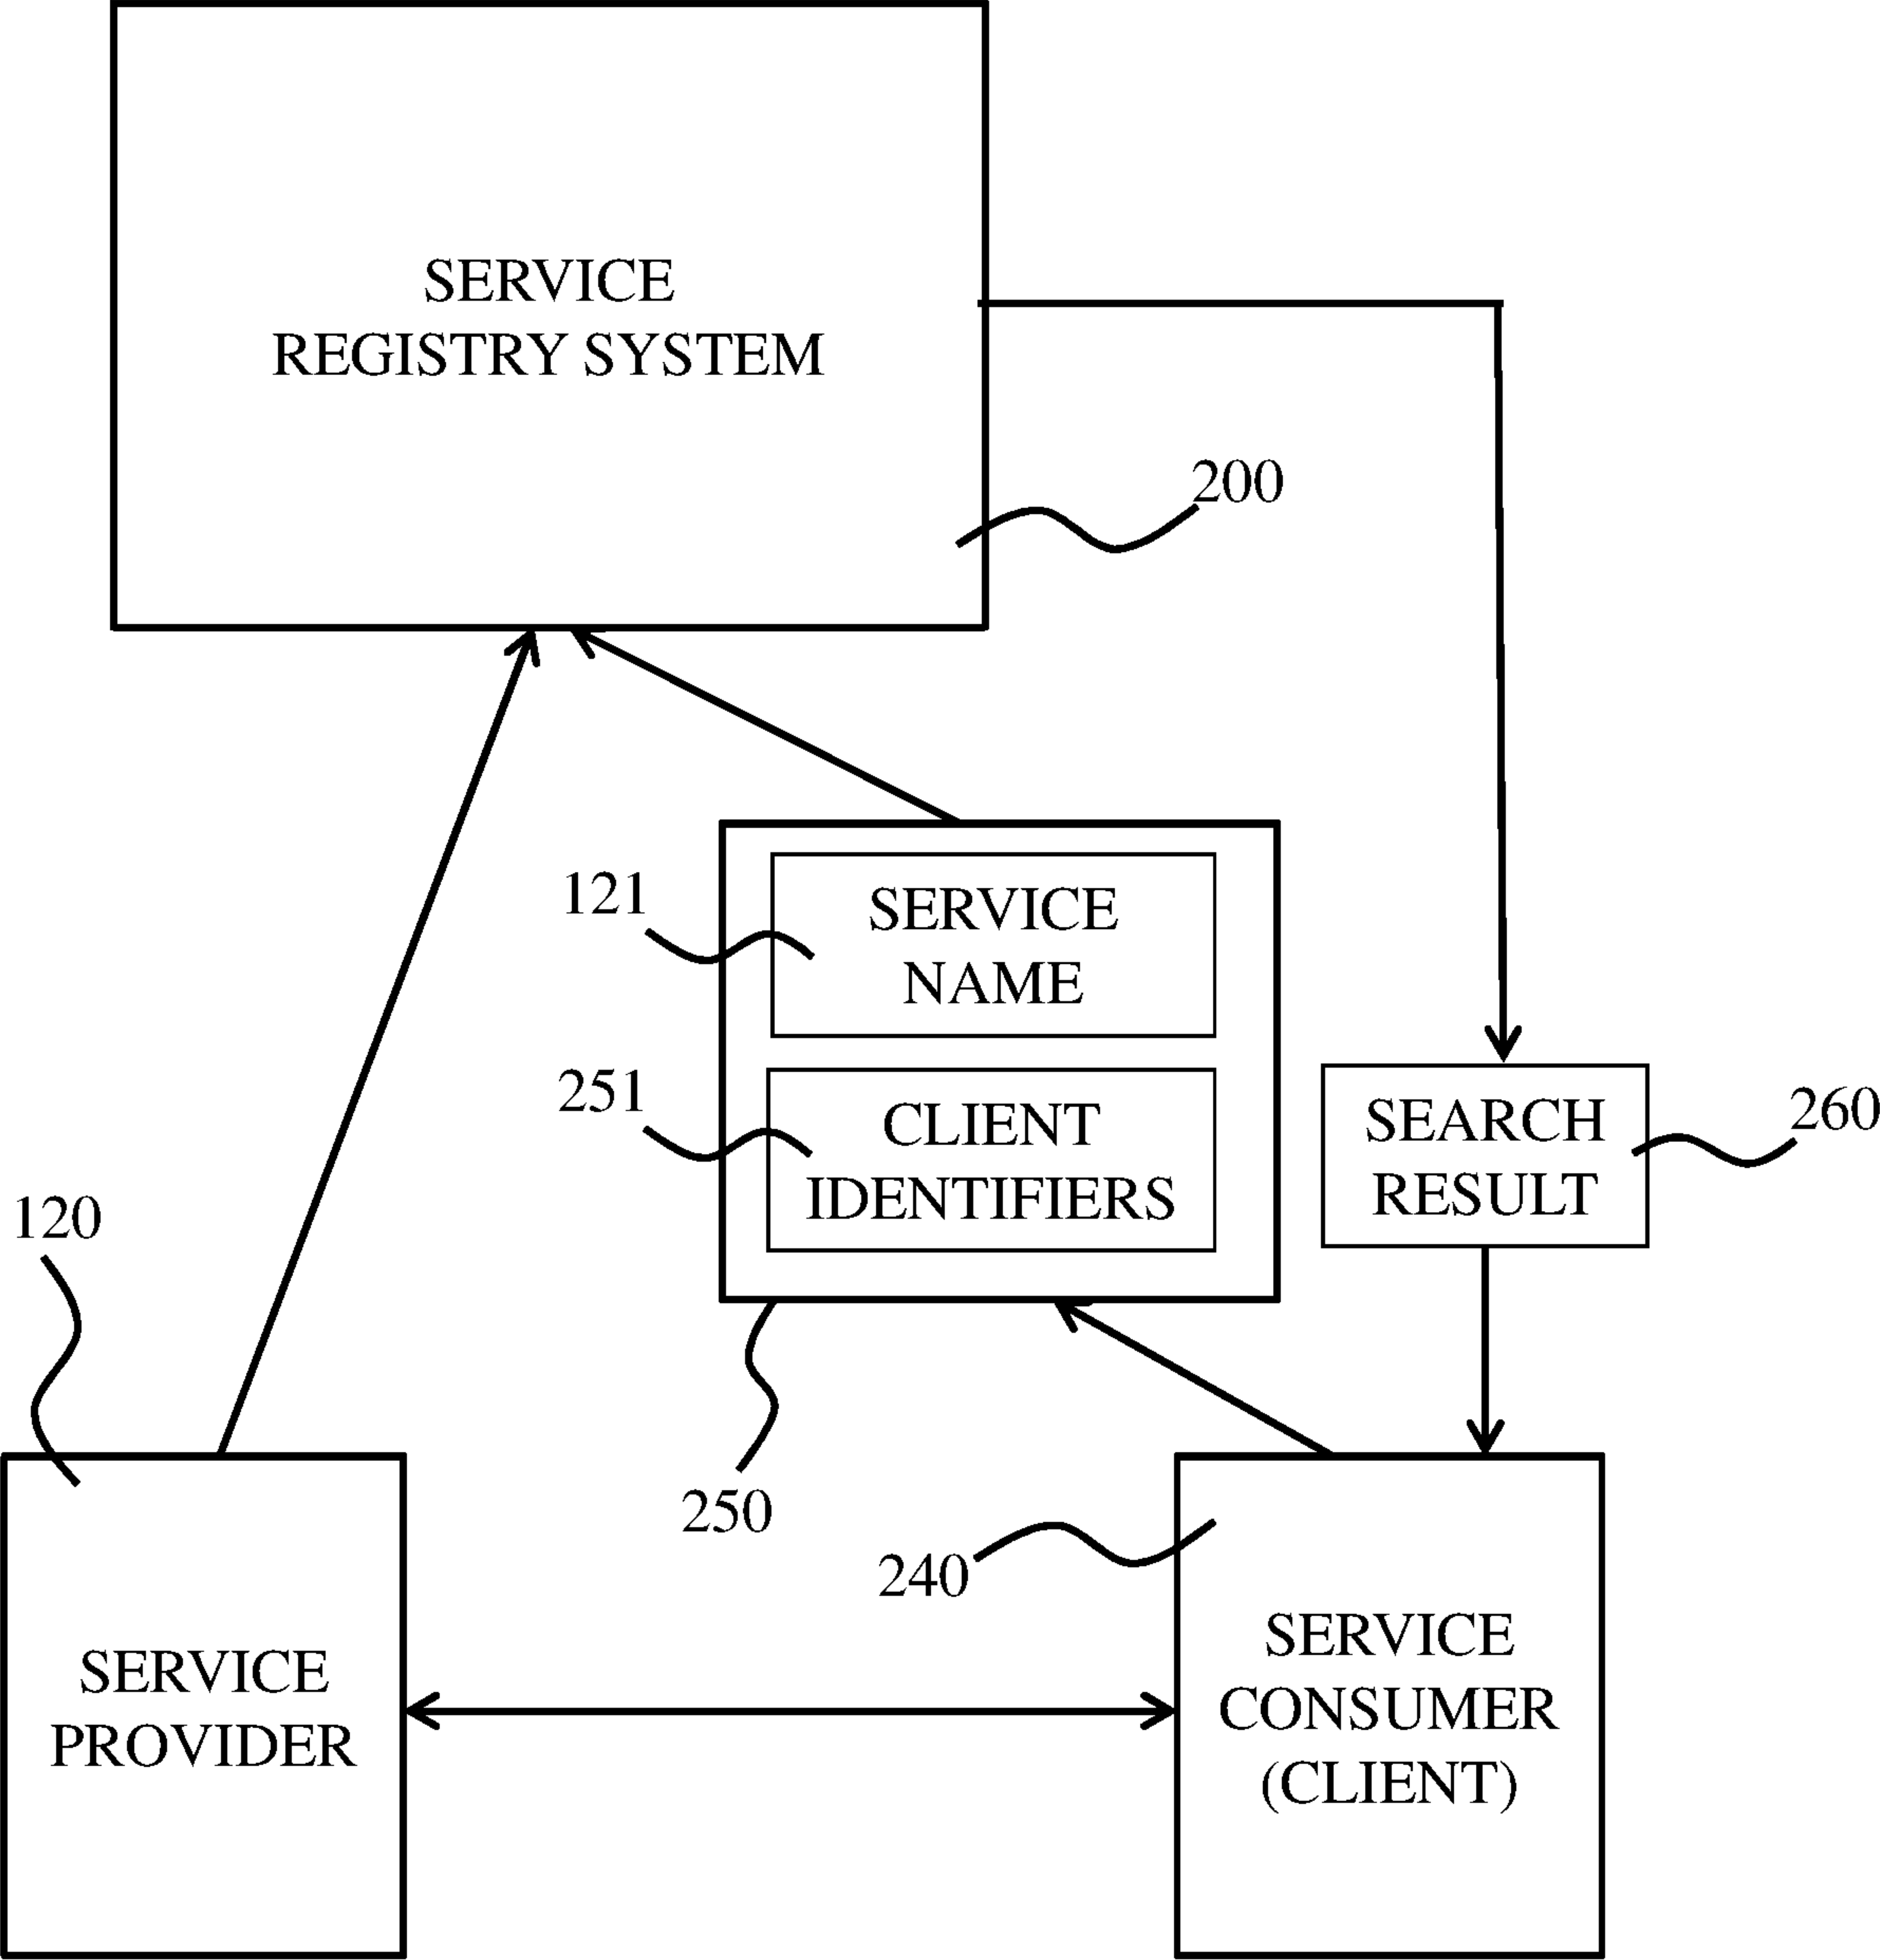 SERVICE
REGISTRY SYSTEM
200
121
SERVICE
NAME
251
CLIENT
IDENTIFIERS
SEARCH
RESULT
260
120
250
240
SERVICE
PROVIDER
SERVICE
CONSUMER
(CLIENT)